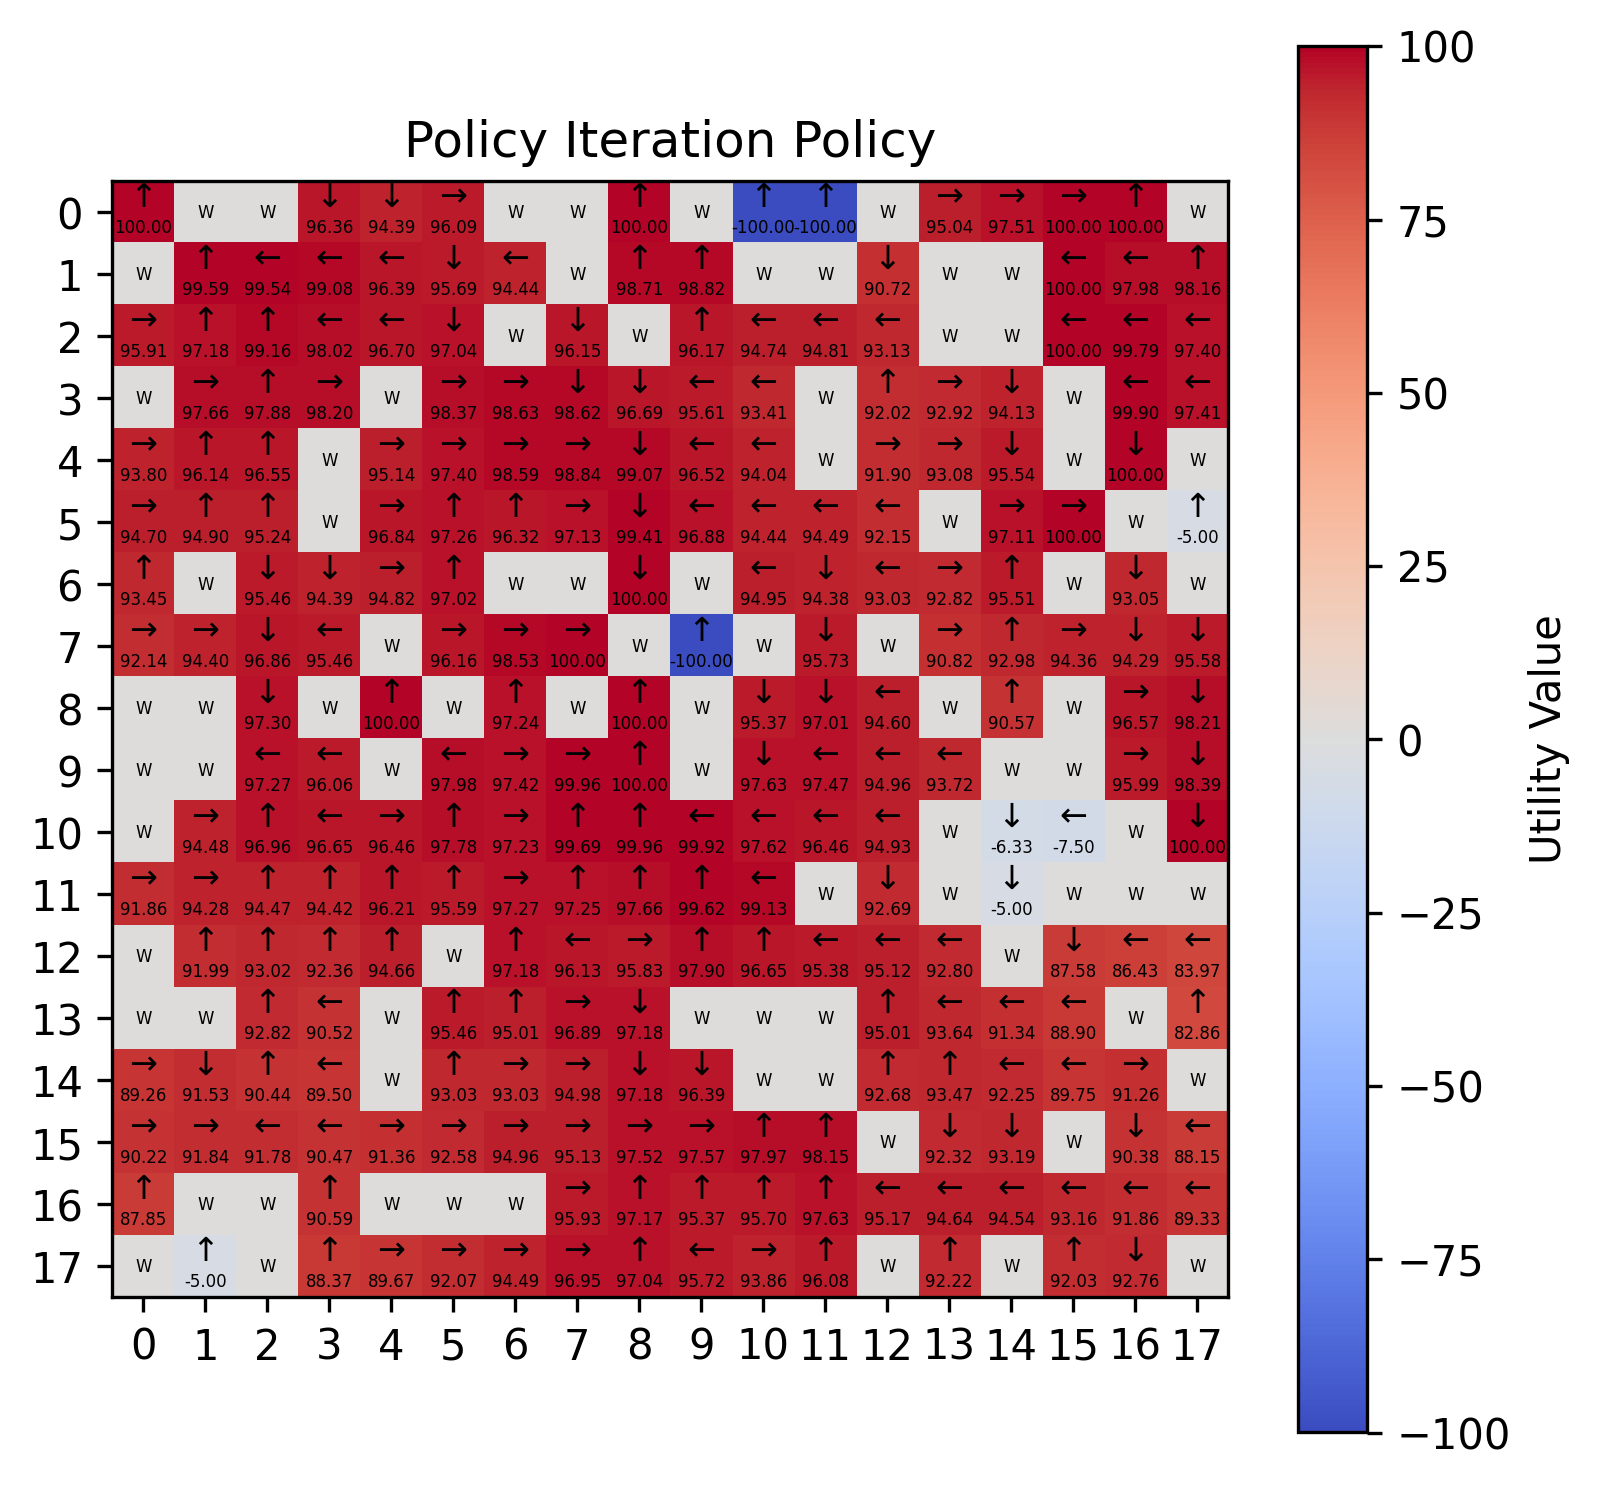 Policy Iteration Policy
0 ↑ W W ↓ ↓ → W W ↑ W ↑ ↑ W → → → ↑ W
100.00 96.36 94.39 96.09 100.00 -100.00 -100.00 95.04 97.51 100.00 100.00
1 W ↑ ← ← ← ↓ ← W ↑ ↑ W W ↓ W W ← ← ↑
99.59 99.54 99.08 96.39 95.69 94.44 98.71 98.82 90.72 100.00 97.98 98.16
2 → ↑ ↑ ← ← ↓ W ↓ W ↑ ← ← ← W W ← ← ←
95.91 97.18 99.16 98.02 96.70 97.04 96.15 96.17 94.74 94.81 93.13 100.00 99.79 97.40
3 W → ↑ → W → → ↓ ↓ ← ← W ↑ → ↓ W ← ←
97.66 97.88 98.20 98.37 98.63 98.62 96.69 95.61 93.41 92.02 92.92 94.13 99.90 97.41
4 → ↑ ↑ W → → → → ↓ ← ← W → → ↓ W ↓ W
93.80 96.14 96.55 95.14 97.40 98.59 98.84 99.07 96.52 94.04 91.90 93.08 95.54 100.00
5 → ↑ ↑ W → ↑ ↑ → ↓ ← ← ← ← W → → W ↑
94.70 94.90 95.24 96.84 97.26 96.32 97.13 99.41 96.88 94.44 94.49 92.15 97.11 100.00 -5.00
6 ↑ W ↓ ↓ → ↑ W W ↓ W ← ↓ ← → ↑ W ↓ W
93.45 95.46 94.39 94.82 97.02 100.00 94.95 94.38 93.03 92.82 95.51 93.05
7 → → ↓ ← W → → → W ↑ W ↓ W → ↑ → ↓ ↓
92.14 94.40 96.86 95.46 96.16 98.53 100.00 -100.00 95.73 90.82 92.98 94.36 94.29 95.58
8 W W ↓ W ↑ W ↑ W ↑ W ↓ ↓ ← W ↑ W → ↓
97.30 100.00 97.24 100.00 95.37 97.01 94.60 90.57 96.57 98.21
9 W W ← ← W ← → → ↑ W ↓ ← ← ← W W → ↓
97.27 96.06 97.98 97.42 99.96 100.00 97.63 97.47 94.96 93.72 95.99 98.39
10 W → ↑ ← → ↑ ↑ ↑ ↑ ← ← ← ← W ↓ ← W ↓
94.48 96.96 96.65 96.46 97.78 97.23 99.69 99.96 99.92 97.62 96.46 94.93 -6.33 -7.50 100.00
11 → → ↑ ↑ ↑ ↑ → ↑ ↑ ↑ ← W ↓ W ↓ W W W
91.86 94.28 94.47 94.42 96.21 95.59 97.27 97.25 97.66 99.62 99.13 92.69 -5.00
12 W ↑ ↑ ↑ ↑ W ↑ ← → ↑ ↑ ← ← ← W ↓ ← ←
91.99 93.02 92.36 94.66 97.18 96.13 95.83 97.90 96.65 95.38 95.12 92.80 87.58 86.43 83.97
13 W W ↑ ← W ↑ ↑ → ↓ W W W ↑ ← ← ← W ↑
92.82 90.52 95.46 95.01 96.89 97.18 95.01 93.64 91.34 88.90 82.86
14 → ↓ ↑ ← W ↑ → → ↓ ↓ W W ↑ ↑ ← ← → W
89.26 91.53 90.44 89.50 93.03 93.03 94.98 97.18 96.39 92.68 93.47 92.25 89.75 91.26
15 → → ← ← → → → → → → ↑ ↑ W ↓ ↓ W ↓ ←
90.22 91.84 91.78 90.47 91.36 92.58 94.96 95.13 97.52 97.57 97.97 98.15 92.32 93.19 90.38 88.15
16 ↑ W W ↑ W W W → ↑ ↑ ↑ ↑ ← ← ← ← ← ←
87.85 90.59 95.93 97.17 95.37 95.70 97.63 95.17 94.64 94.54 93.16 91.86 89.33
17 W ↑ W ↑ → → → → ↑ ← → ↑ W ↑ W ↑ ↓ W
-5.00 88.37 89.67 92.07 94.49 96.95 97.04 95.72 93.86 96.08 92.22 92.03 92.76
0 1 2 3 4 5 6 7 8 9 10 11 12 13 14 15 16 17
100
75
50
25
0
−25
−50
−75
−100
Utility Value